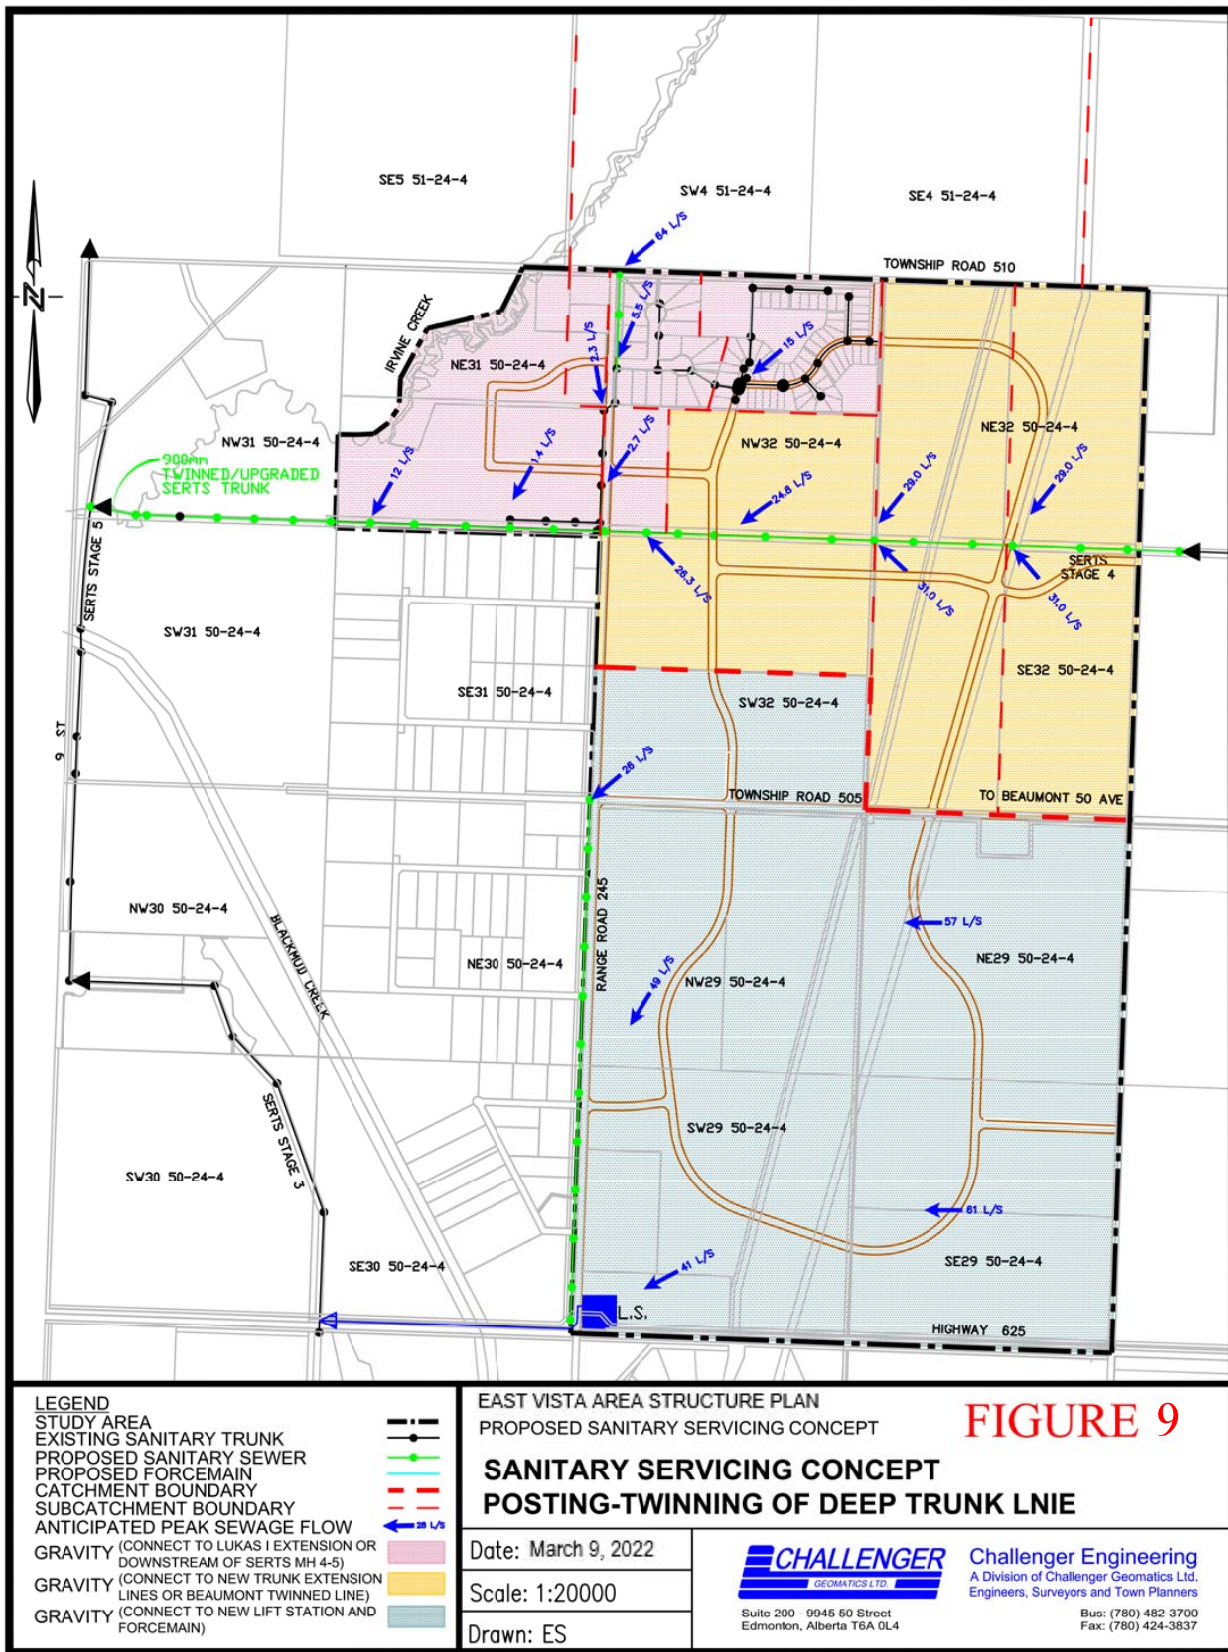 SE5 51-24-4
SW4 51-24-4
SE4 51-24-4
64 L/S
TOWNSHIP ROAD 510
N
IRVINE CREEK
5.5 L/S
2.3 L/S
15 L/S
NE31 50-24-4
NW31 50-24-4
NW32 50-24-4
NE32 50-24-4
900mm
TWINNED/UPGRADED
SERTS TRUNK
12 L/S
1.4 L/S
2.7 L/S
24.8 L/S
29.0 L/S
29.0 L/S
SERTS STAGE 5
SERTS
STAGE 4
26.3 L/S
31.0 L/S
31.0 L/S
SW31 50-24-4
SE31 50-24-4
SW32 50-24-4
SE32 50-24-4
9 ST
26 L/S
TOWNSHIP ROAD 505
TO BEAUMONT 50 AVE
RANGE ROAD 245
NW30 50-24-4
BLACKMUD CREEK
NE30 50-24-4
57 L/S
49 L/S
NW29 50-24-4
NE29 50-24-4
SERTS STAGE 3
SW29 50-24-4
SW30 50-24-4
61 L/S
SE30 50-24-4
41 L/S
SE29 50-24-4
L.S.
HIGHWAY 625
LEGEND
STUDY AREA
EXISTING SANITARY TRUNK
PROPOSED SANITARY SEWER
PROPOSED FORCEMAIN
CATCHMENT BOUNDARY
SUBCATCHMENT BOUNDARY
ANTICIPATED PEAK SEWAGE FLOW 28 L/S
GRAVITY (CONNECT TO LUKAS I EXTENSION OR
DOWNSTREAM OF SERTS MH 4-5)
GRAVITY (CONNECT TO NEW TRUNK EXTENSION
LINES OR BEAUMONT TWINNED LINE)
GRAVITY (CONNECT TO NEW LIFT STATION AND
FORCEMAIN)
EAST VISTA AREA STRUCTURE PLAN
PROPOSED SANITARY SERVICING CONCEPT
FIGURE 9
SANITARY SERVICING CONCEPT
POSTING-TWINNING OF DEEP TRUNK LNIE
Date: March 9, 2022
Scale: 1:20000
Drawn: ES
CHALLENGER
GEOMATICS LTD.
Suite 200 - 9945 50 Street
Edmonton, Alberta T6A 0L4
Challenger Engineering
A Division of Challenger Geomatics Ltd.
Engineers, Surveyors and Town Planners
Bus: (780) 482-3700
Fax: (780) 424-3837